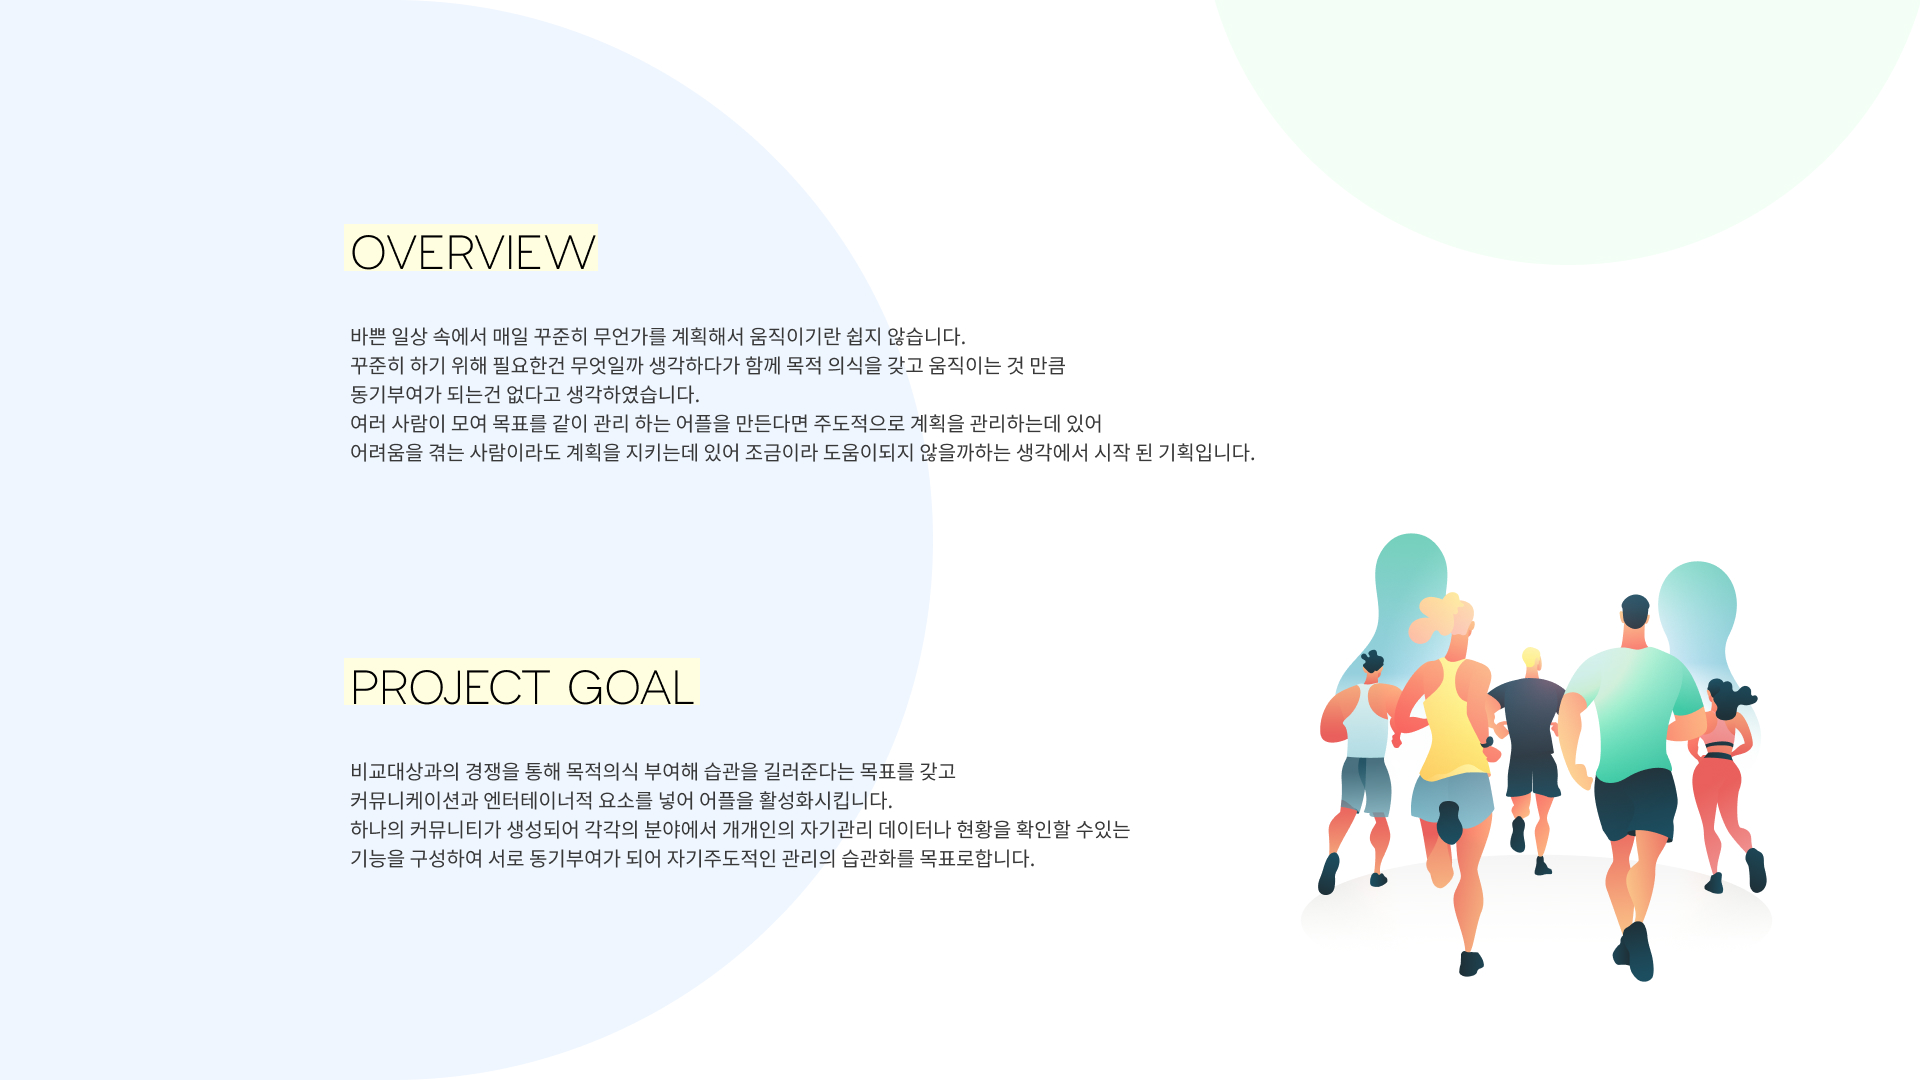 OVERVIEW
바쁜 일상 속에서 매일 꾸준히 무언가를 계획해서 움직이기란 쉽지 않습니다.
꾸준히 하기 위해 필요한건 무엇일까 생각하다가 함께 목적 의식을 갖고 움직이는 것 만큼
동기부여가 되는건 없다고 생각하였습니다.
여러 사람이 모여 목표를 같이 관리 하는 어플을 만든다면 주도적으로 계획을 관리하는데 있어
어려움을 겪는 사람이라도 계획을 지키는데 있어 조금이라 도움이되지 않을까하는 생각에서 시작 된 기획입니다.
PROJECT GOAL
비교대상과의 경쟁을 통해 목적의식 부여해 습관을 길러준다는 목표를 갖고
커뮤니케이션과 엔터테이너적 요소를 넣어 어플을 활성화시킵니다.
하나의 커뮤니티가 생성되어 각각의 분야에서 개개인의 자기관리 데이터나 현황을 확인할 수있는
기능을 구성하여 서로 동기부여가 되어 자기주도적인 관리의 습관화를 목표로합니다.